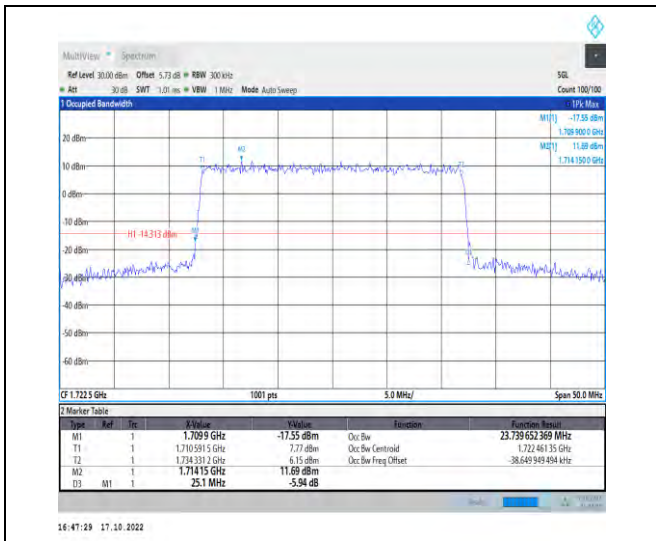 MultiView Spectrum
Ref Level 30.00 dBm Offset 5.73 dB RBW 300 kHz SGL
Att 30 dB SWT 1.01 ms VBW 1 MHz Mode Auto Sweep Count 100/100
1 Occupied Bandwidth 1Pk Max
M1[1] -17.55 dBm
1.709 900 0 GHz
M2[1] 11.69 dBm
1.714 150 0 GHz
20 dBm
M2
T1
10 dBm
0 dBm
-10 dBm
H1 -14.313 dBm
M1
-20 dBm
-30 dBm
-40 dBm
-50 dBm
-60 dBm
CF 1.722 5 GHz 1001 pts 5.0 MHz/ Span 50.0 MHz
2 Marker Table
Type Ref Trc X-Value Y-Value Function Function Result
M1 1 1.709 9 GHz -17.55 dBm Occ Bw 23.739 652 369 MHz
T1 1 1.710 591 5 GHz 7.77 dBm Occ Bw Centroid 1.722 461 35 GHz
T2 1 1.734 331 2 GHz 6.15 dBm Occ Bw Freq Offset -38.649 949 494 kHz
M2 1 1.714 15 GHz 11.69 dBm
D3 M1 1 25.1 MHz -5.94 dB
16:47:29 17.10.2022